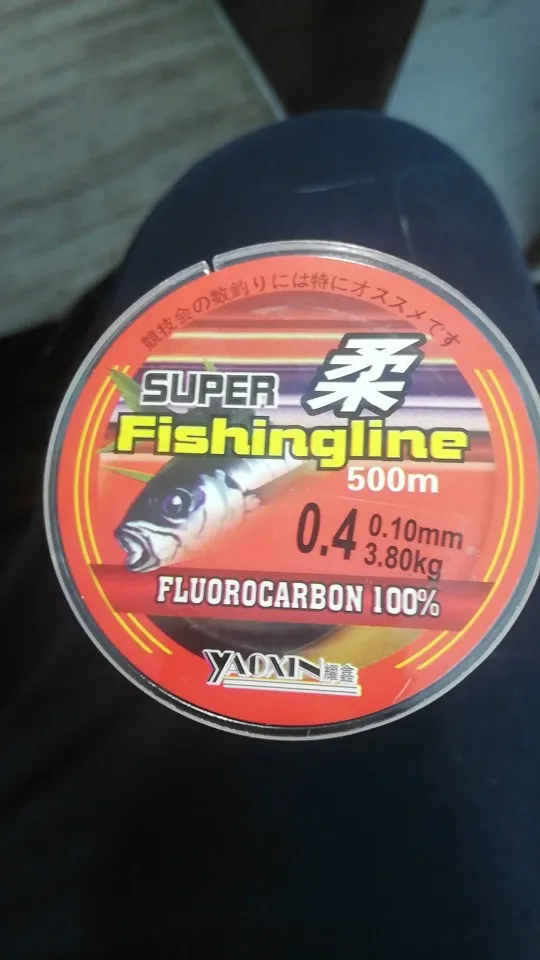 競技会の数釣りには特にオススメです
SUPER 柔
Fishingline
500m
0.4 0.10mm
3.80kg
FLUOROCARBON 100%
YAOXIN 耀鑫